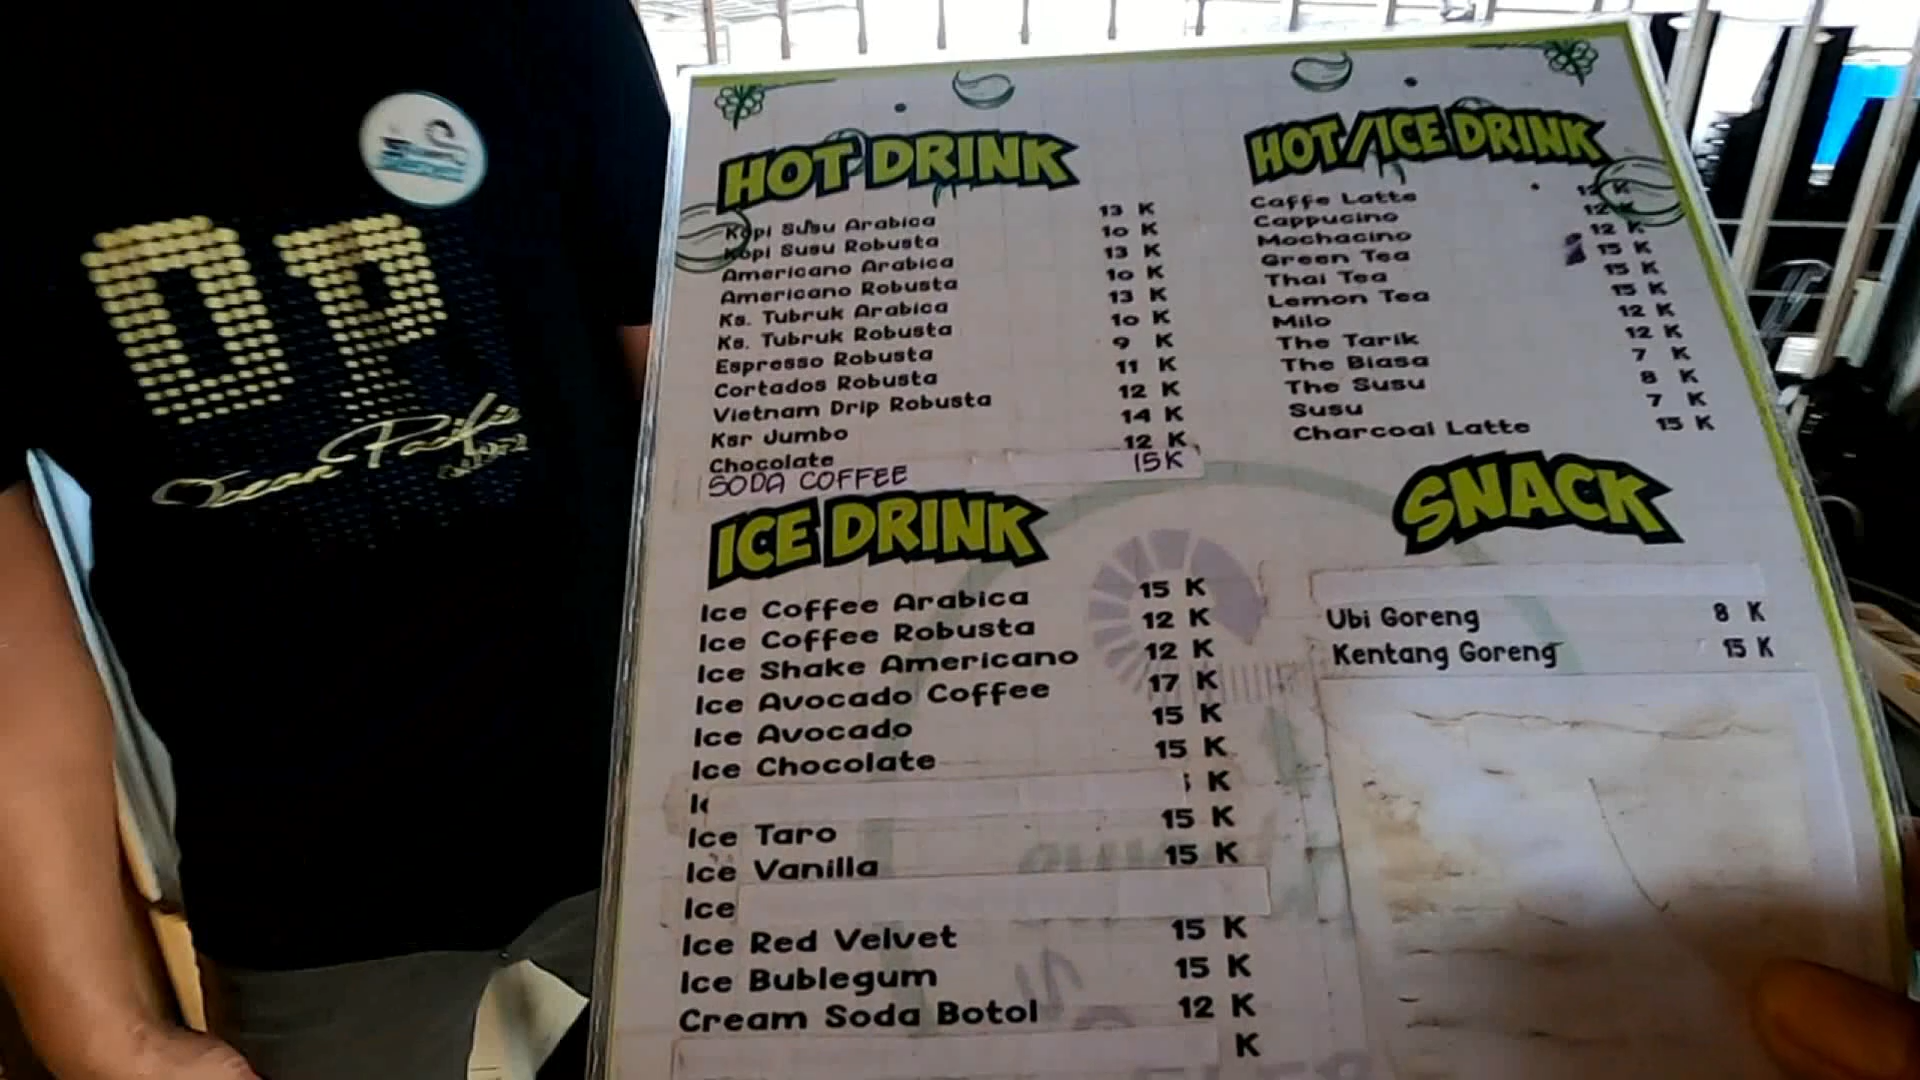 OP
Ocean Pacific
HOT DRINK
Kopi Susu Arabica 13 K
Kopi Susu Robusta 10 K
Americano Arabica 13 K
Americano Robusta 10 K
Ks. Tubruk Arabica 13 K
Ks. Tubruk Robusta 10 K
Espresso Robusta 9 K
Cortados Robusta 11 K
Vietnam Drip Robusta 12 K
Ksr Jumbo 14 K
Chocolate 12 K
SODA COFFEE 15K
ICE DRINK
Ice Coffee Arabica 15 K
Ice Coffee Robusta 12 K
Ice Shake Americano 12 K
Ice Avocado Coffee 17 K
Ice Avocado 15 K
Ice Chocolate 15 K
K
Ice Taro 15 K
Ice Vanilla 15 K
Ice
Ice Red Velvet 15 K
Ice Bublegum 15 K
Cream Soda Botol 12 K
K
HOT/ICE DRINK
Caffe Latte 12 K
Cappucino 12 K
Mochacino 12 K
Green Tea 15 K
Thai Tea 15 K
Lemon Tea 15 K
Milo 12 K
The Tarik 12 K
The Biasa 7 K
The Susu 8 K
Susu 7 K
Charcoal Latte 15 K
SNACK
Ubi Goreng 8 K
Kentang Goreng 15 K